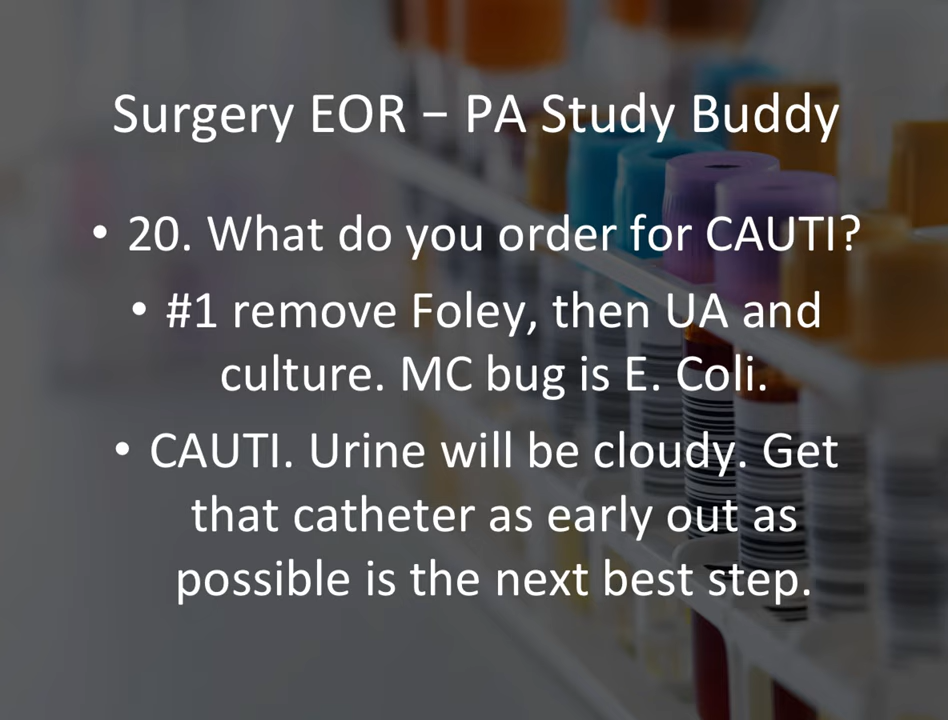 Surgery EOR – PA Study Buddy
• 20. What do you order for CAUTI?
• #1 remove Foley, then UA and
culture. MC bug is E. Coli.
• CAUTI. Urine will be cloudy. Get
that catheter as early out as
possible is the next best step.